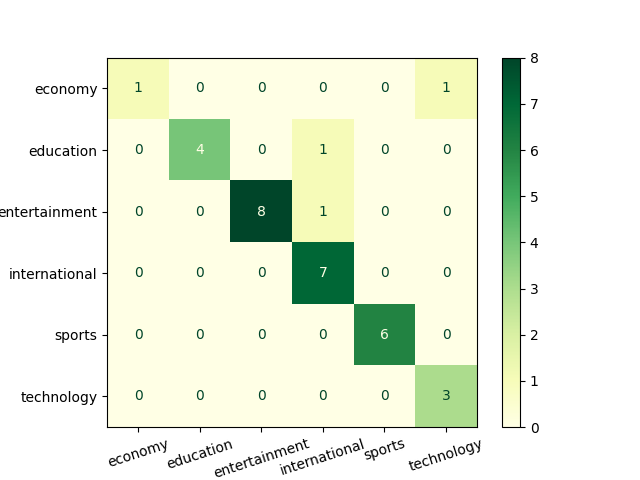 economy 1 0 0 0 0 1
education 0 4 0 1 0 0
entertainment 0 0 8 1 0 0
international 0 0 0 7 0 0
sports 0 0 0 0 6 0
technology 0 0 0 0 0 3
economy education entertainment international sports technology
8
7
6
5
4
3
2
1
0